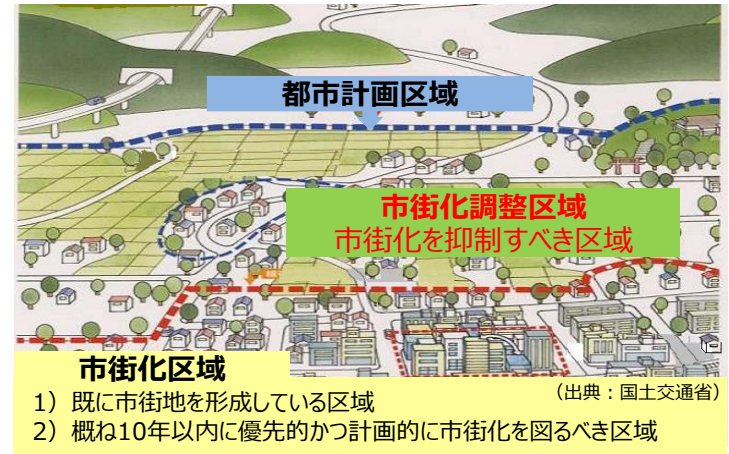 都市計画区域
市街化調整区域
市街化を抑制すべき区域
市街化区域
（出典：国土交通省）
1）既に市街地を形成している区域
2）概ね10年以内に優先的かつ計画的に市街化を図るべき区域